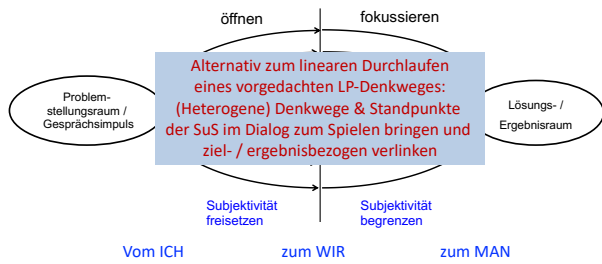 öffnen
fokussieren
Alternativ zum linearen Durchlaufen
eines vorgedachten LP-Denkweges:
(Heterogene) Denkwege & Standpunkte
der SuS im Dialog zum Spielen bringen und
ziel- / ergebnisbezogen verlinken
Problem-
stellungsraum /
Gesprächsimpuls
Lösungs- /
Ergebnisraum
Subjektivität
freisetzen
Subjektivität
begrenzen
Vom ICH
zum WIR
zum MAN